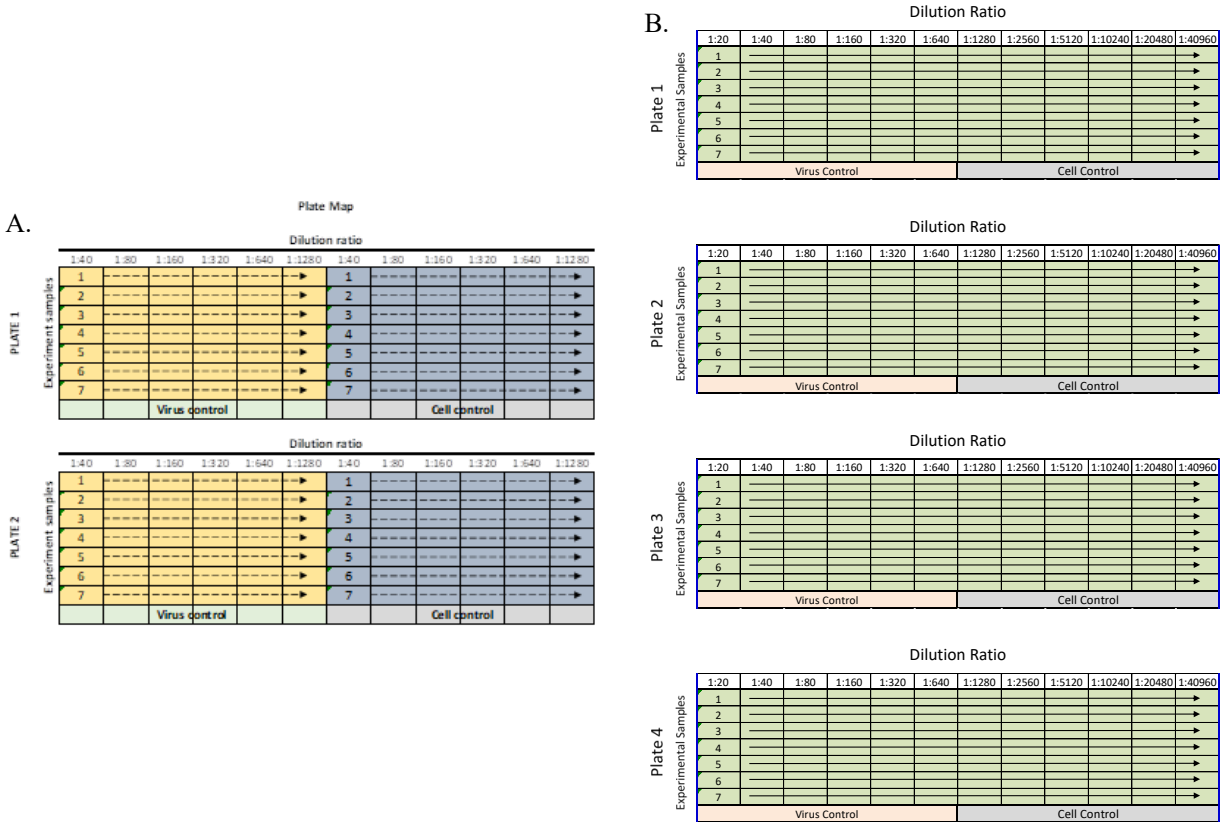 A.
Plate Map
PLATE 1
Experiment samples
Dilution ratio
1:40 1:80 1:160 1:320 1:640 1:1280 1:40 1:80 1:160 1:320 1:640 1:1280
1 1
2 2
3 3
4 4
5 5
6 6
7 7
Virus control Cell control
PLATE 2
Experiment samples
Dilution ratio
1:40 1:80 1:160 1:320 1:640 1:1280 1:40 1:80 1:160 1:320 1:640 1:1280
1 1
2 2
3 3
4 4
5 5
6 6
7 7
Virus control Cell control
B.
Plate 1
Experimental Samples
Dilution Ratio
1:20 1:40 1:80 1:160 1:320 1:640 1:1280 1:2560 1:5120 1:10240 1:20480 1:40960
1
2
3
4
5
6
7
Virus Control Cell Control
Plate 2
Experimental Samples
Dilution Ratio
1:20 1:40 1:80 1:160 1:320 1:640 1:1280 1:2560 1:5120 1:10240 1:20480 1:40960
1
2
3
4
5
6
7
Virus Control Cell Control
Plate 3
Experimental Samples
Dilution Ratio
1:20 1:40 1:80 1:160 1:320 1:640 1:1280 1:2560 1:5120 1:10240 1:20480 1:40960
1
2
3
4
5
6
7
Virus Control Cell Control
Plate 4
Experimental Samples
Dilution Ratio
1:20 1:40 1:80 1:160 1:320 1:640 1:1280 1:2560 1:5120 1:10240 1:20480 1:40960
1
2
3
4
5
6
7
Virus Control Cell Control